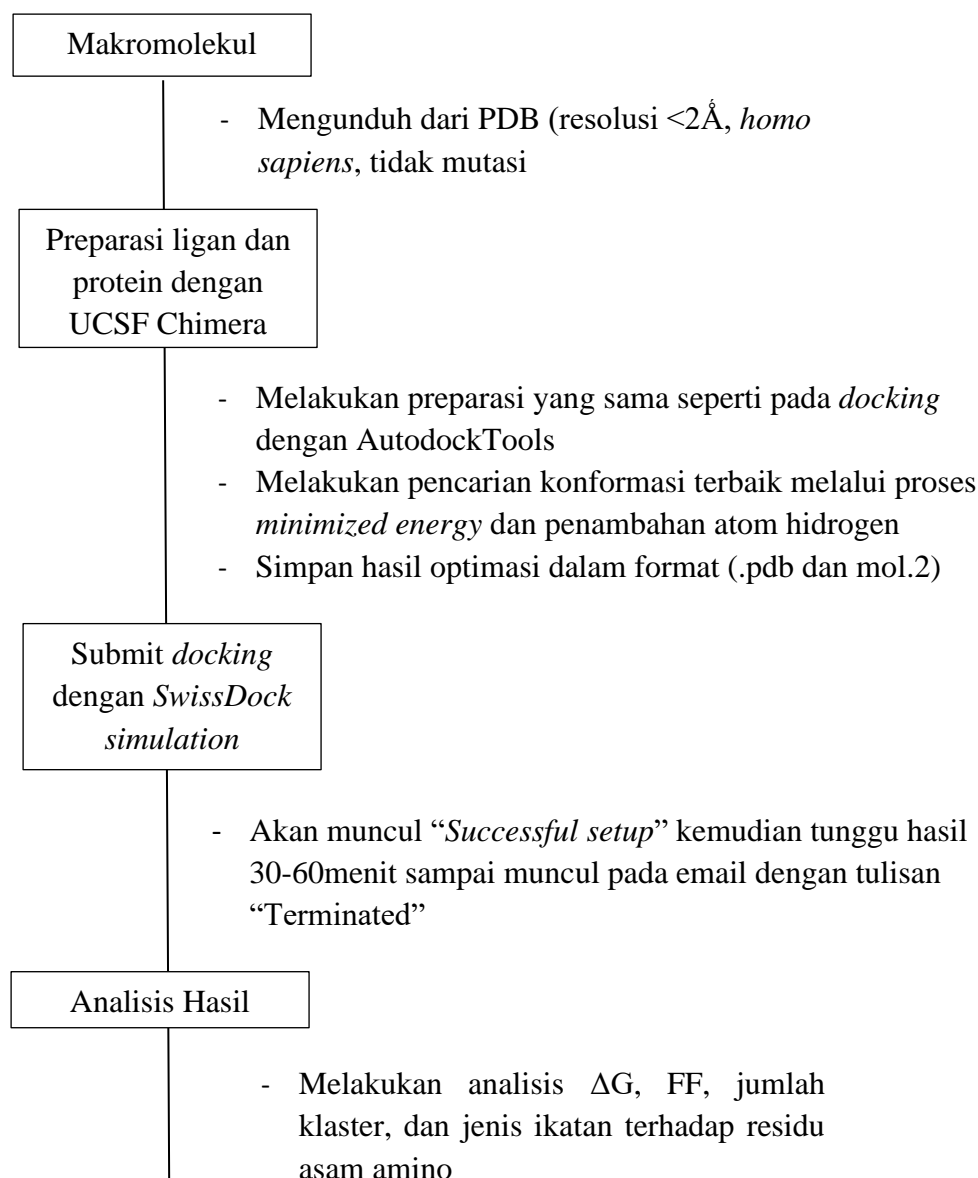 Makromolekul
- Mengunduh dari PDB (resolusi <2Å, homo
sapiens, tidak mutasi
Preparasi ligan dan
protein dengan
UCSF Chimera
- Melakukan preparasi yang sama seperti pada docking
dengan AutodockTools
- Melakukan pencarian konformasi terbaik melalui proses
minimized energy dan penambahan atom hidrogen
- Simpan hasil optimasi dalam format (.pdb dan mol.2)
Submit docking
dengan SwissDock
simulation
- Akan muncul “Successful setup” kemudian tunggu hasil
30-60menit sampai muncul pada email dengan tulisan
“Terminated”
Analisis Hasil
- Melakukan analisis ΔG, FF, jumlah
klaster, dan jenis ikatan terhadap residu
asam amino